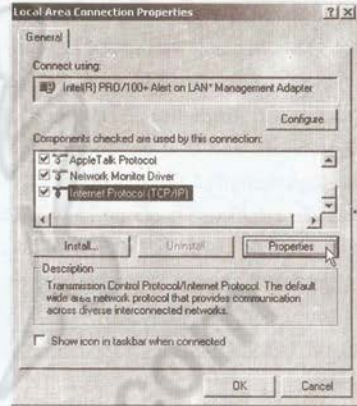 Local Area Connection Properties
General
Connect using:
Intel(R) PRO/100+ Alert on LAN* Management Adapter
Configure
Components checked are used by this connection:
AppleTalk Protocol
Network Monitor Driver
Internet Protocol (TCP/IP)
Install...
Uninstall
Properties
Description
Transmission Control Protocol/Internet Protocol. The default
wide area network protocol that provides communication
across diverse interconnected networks.
Show icon in taskbar when connected
OK
Cancel